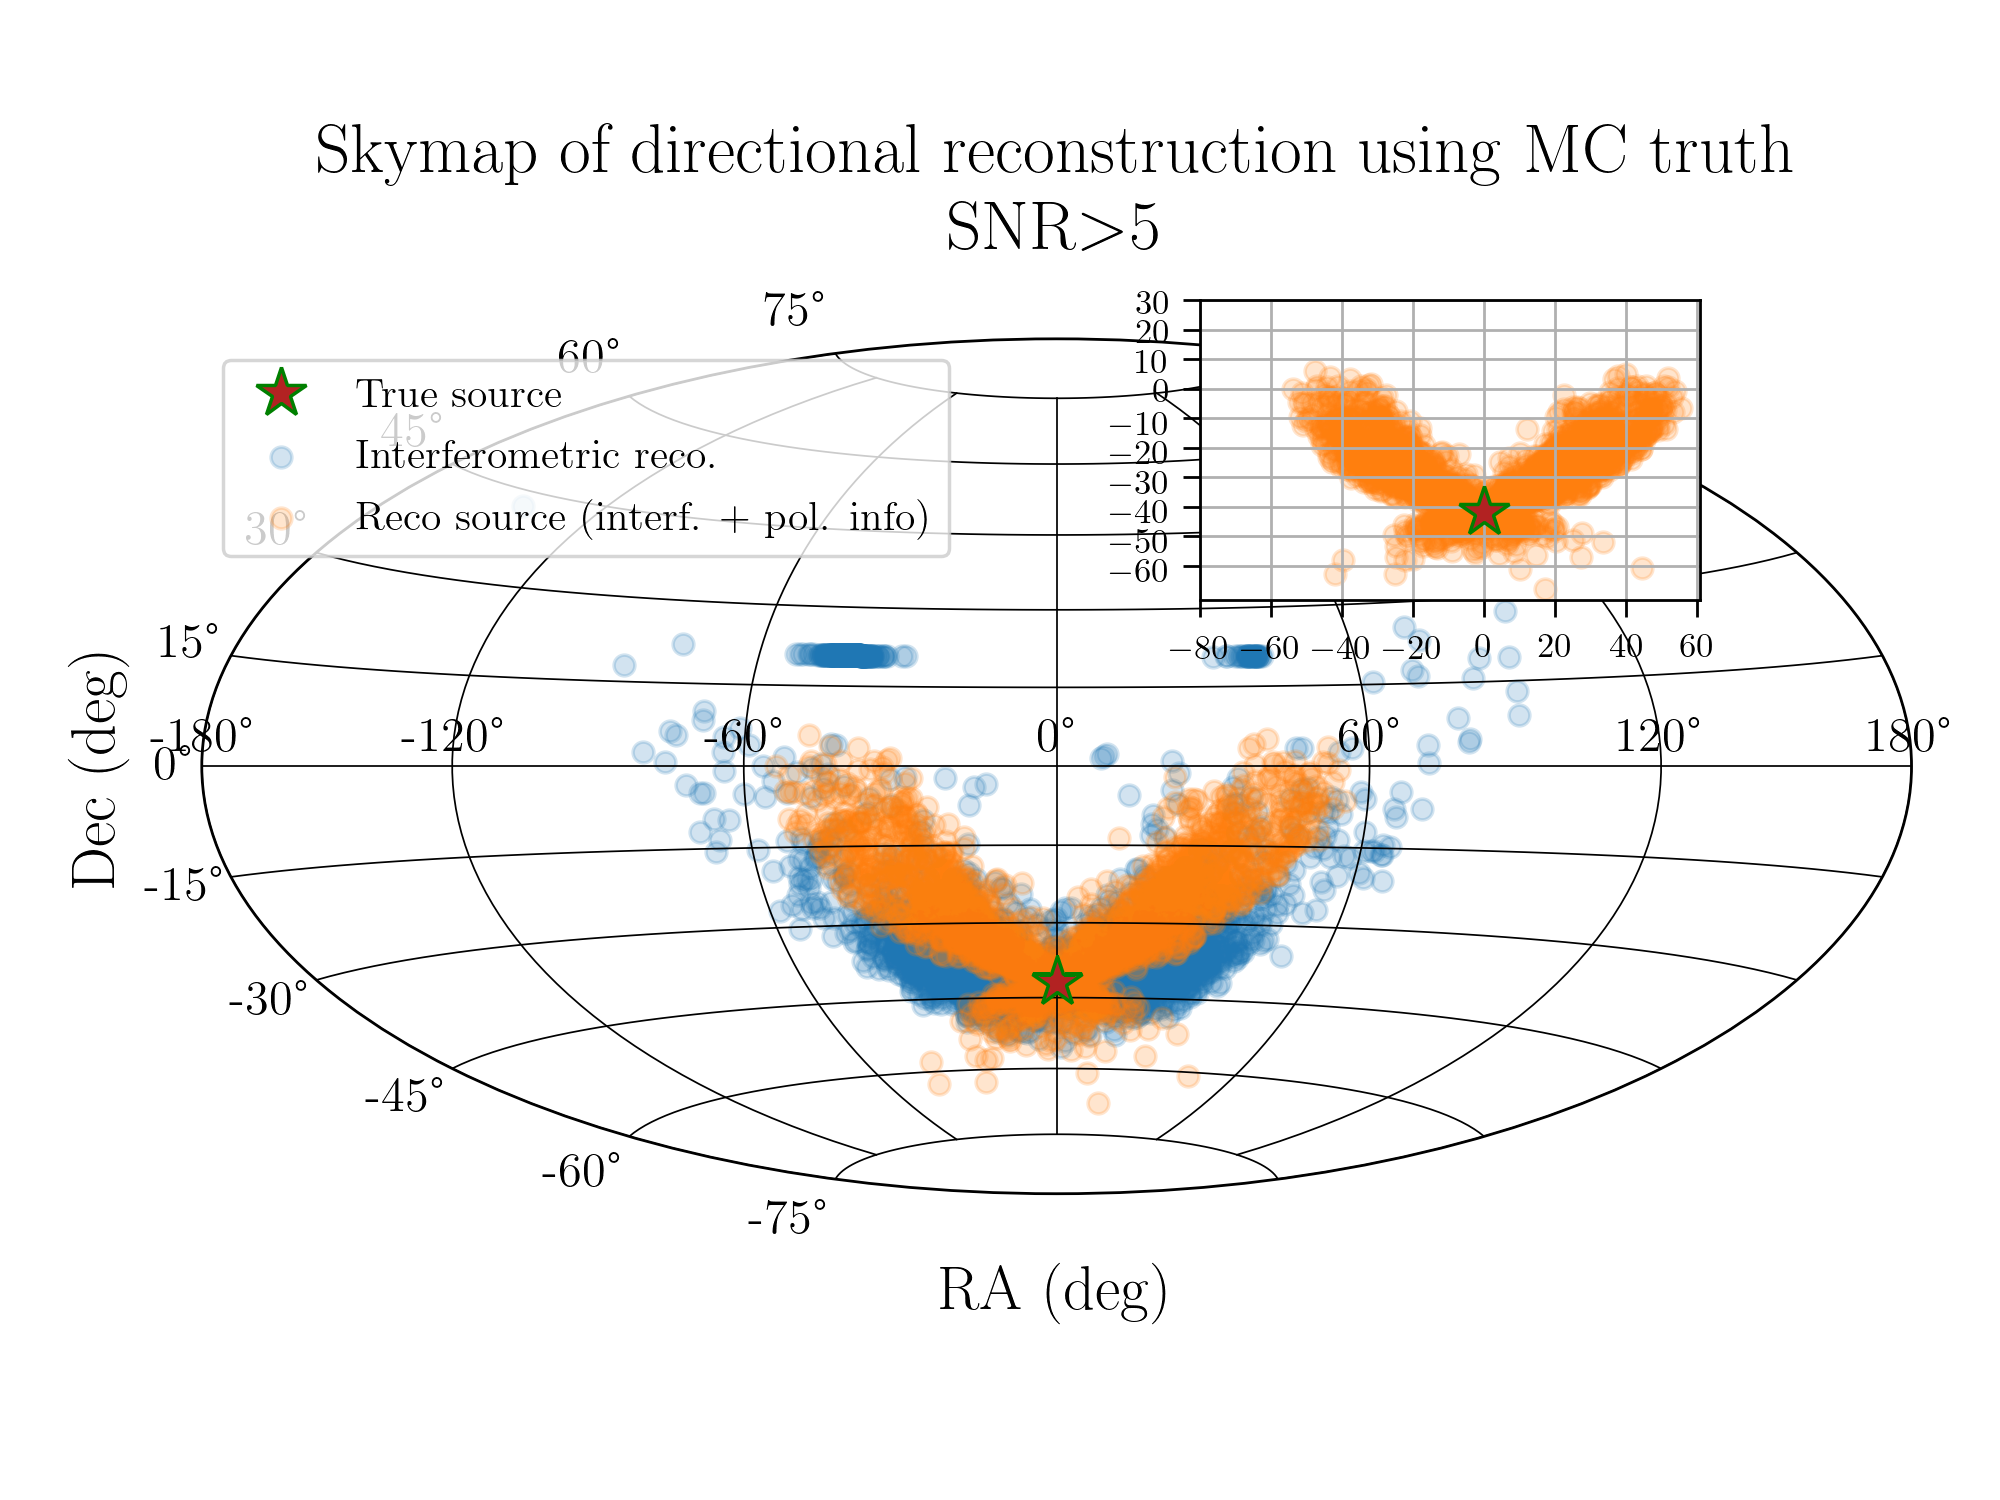 Skymap of directional reconstruction using MC truth
SNR>5
75°
60°
45°
30°
15°
0°
-15°
-30°
-45°
-60°
-75°
True source
Interferometric reco.
Reco source (interf. + pol. info)
30
20
10
0
−10
−20
−30
−40
−50
−60
−80 −60 −40 −20 0 20 40 60
-180° -120° -60° 0° 60° 120° 180°
Dec (deg)
RA (deg)